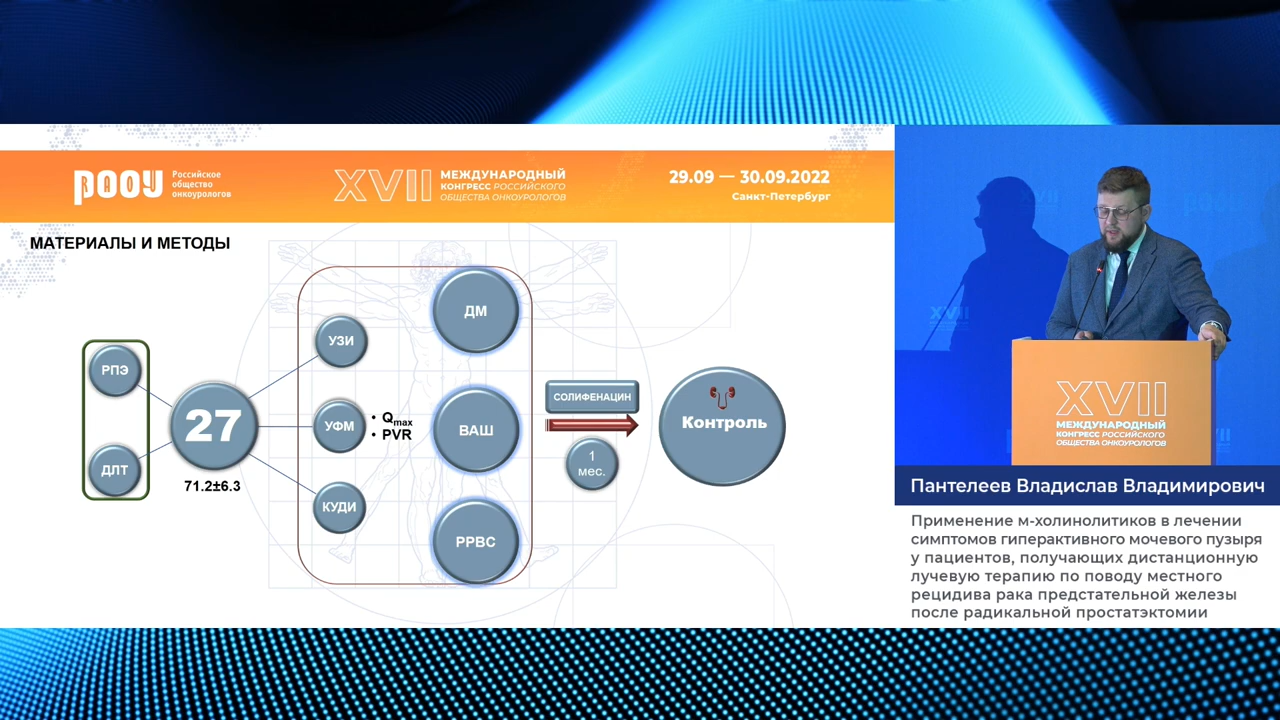 РООУ
Российское
общество
онкоурологов
XVII
МЕЖДУНАРОДНЫЙ
КОНГРЕСС РОССИЙСКОГО
ОБЩЕСТВА ОНКОУРОЛОГОВ
29.09 — 30.09.2022
Санкт-Петербург
МАТЕРИАЛЫ И МЕТОДЫ
РПЭ
ДЛТ
27
71.2±6.3
УЗИ
УФМ
• Qmax
• PVR
КУДИ
ДМ
ВАШ
РРВС
СОЛИФЕНАЦИН
1
мес.
Контроль
XVII
МЕЖДУНАРОДНЫЙ
КОНГРЕСС РОССИЙСКОГО
ОБЩЕСТВА ОНКОУРОЛОГОВ
Пантелеев Владислав Владимирович
Применение м-холинолитиков в лечении
симптомов гиперактивного мочевого пузыря
у пациентов, получающих дистанционную
лучевую терапию по поводу местного
рецидива рака предстательной железы
после радикальной простатэктомии